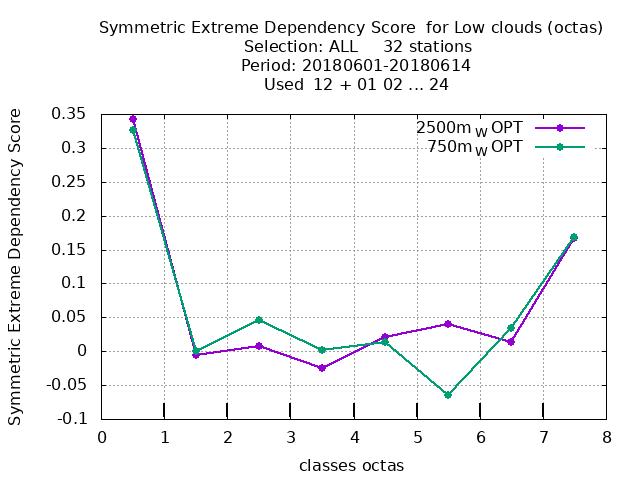 Symmetric Extreme Dependency Score  for Low clouds (octas)
Selection: ALL     32 stations
Period: 20180601-20180614
Used  12 + 01 02 ... 24
Symmetric Extreme Dependency Score
0.35
0.3
0.25
0.2
0.15
0.1
0.05
0
-0.05
-0.1
2500m W OPT
750m W OPT
0 1 2 3 4 5 6 7 8
classes octas